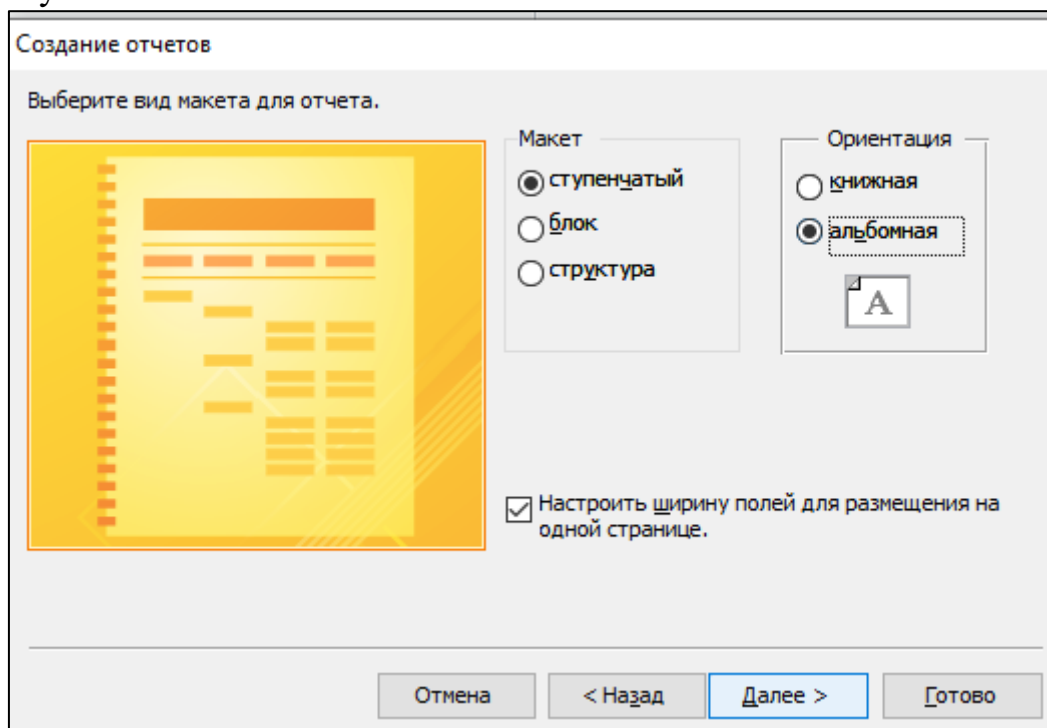 у
Создание отчетов
Выберите вид макета для отчета.
Макет
ступенчатый
блок
структура
Ориентация
книжная
альбомная
A
Настроить ширину полей для размещения на
одной странице.
Отмена
< Назад
Далее >
Готово